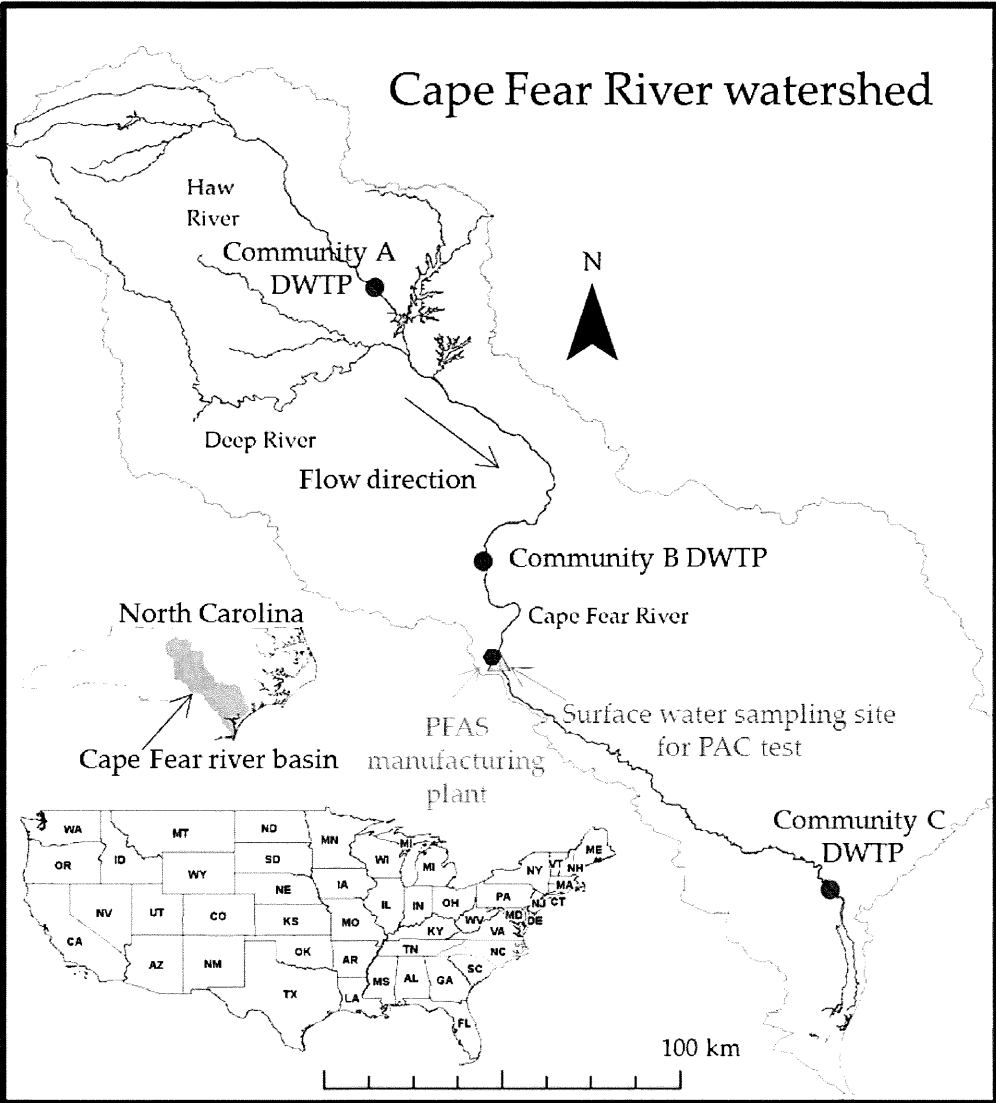 Cape Fear River watershed
Haw
River
Community A
DWTP
N
Deep River
Flow direction
Community B DWTP
North Carolina
Cape Fear River
Cape Fear river basin
PFAS
manufacturing
plant
Surface water sampling site
for PAC test
Community C
DWTP
WA
OR
ID
MT
ND
MN
WI
MI
MI
NY
VT
NH
ME
MA
CT
WY
SD
NE
IA
IL
IN
OH
PA
NJ
MD
DE
NV
UT
CO
KS
MO
KY
WV
VA
CA
AZ
NM
OK
AR
TN
NC
SC
TX
LA
MS
AL
GA
FL
100 km